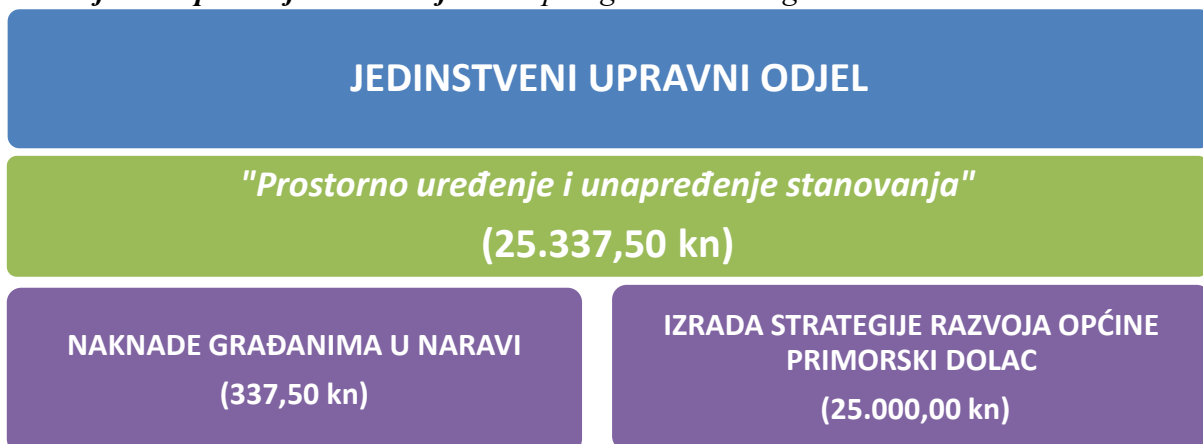 JEDINSTVENI UPRAVNI ODJEL
"Prostorno uređenje i unapređenje stanovanja"
(25.337,50 kn)
NAKNADE GRAĐANIMA U NARAVI
(337,50 kn)
IZRADA STRATEGIJE RAZVOJA OPĆINE
PRIMORSKI DOLAC
(25.000,00 kn)